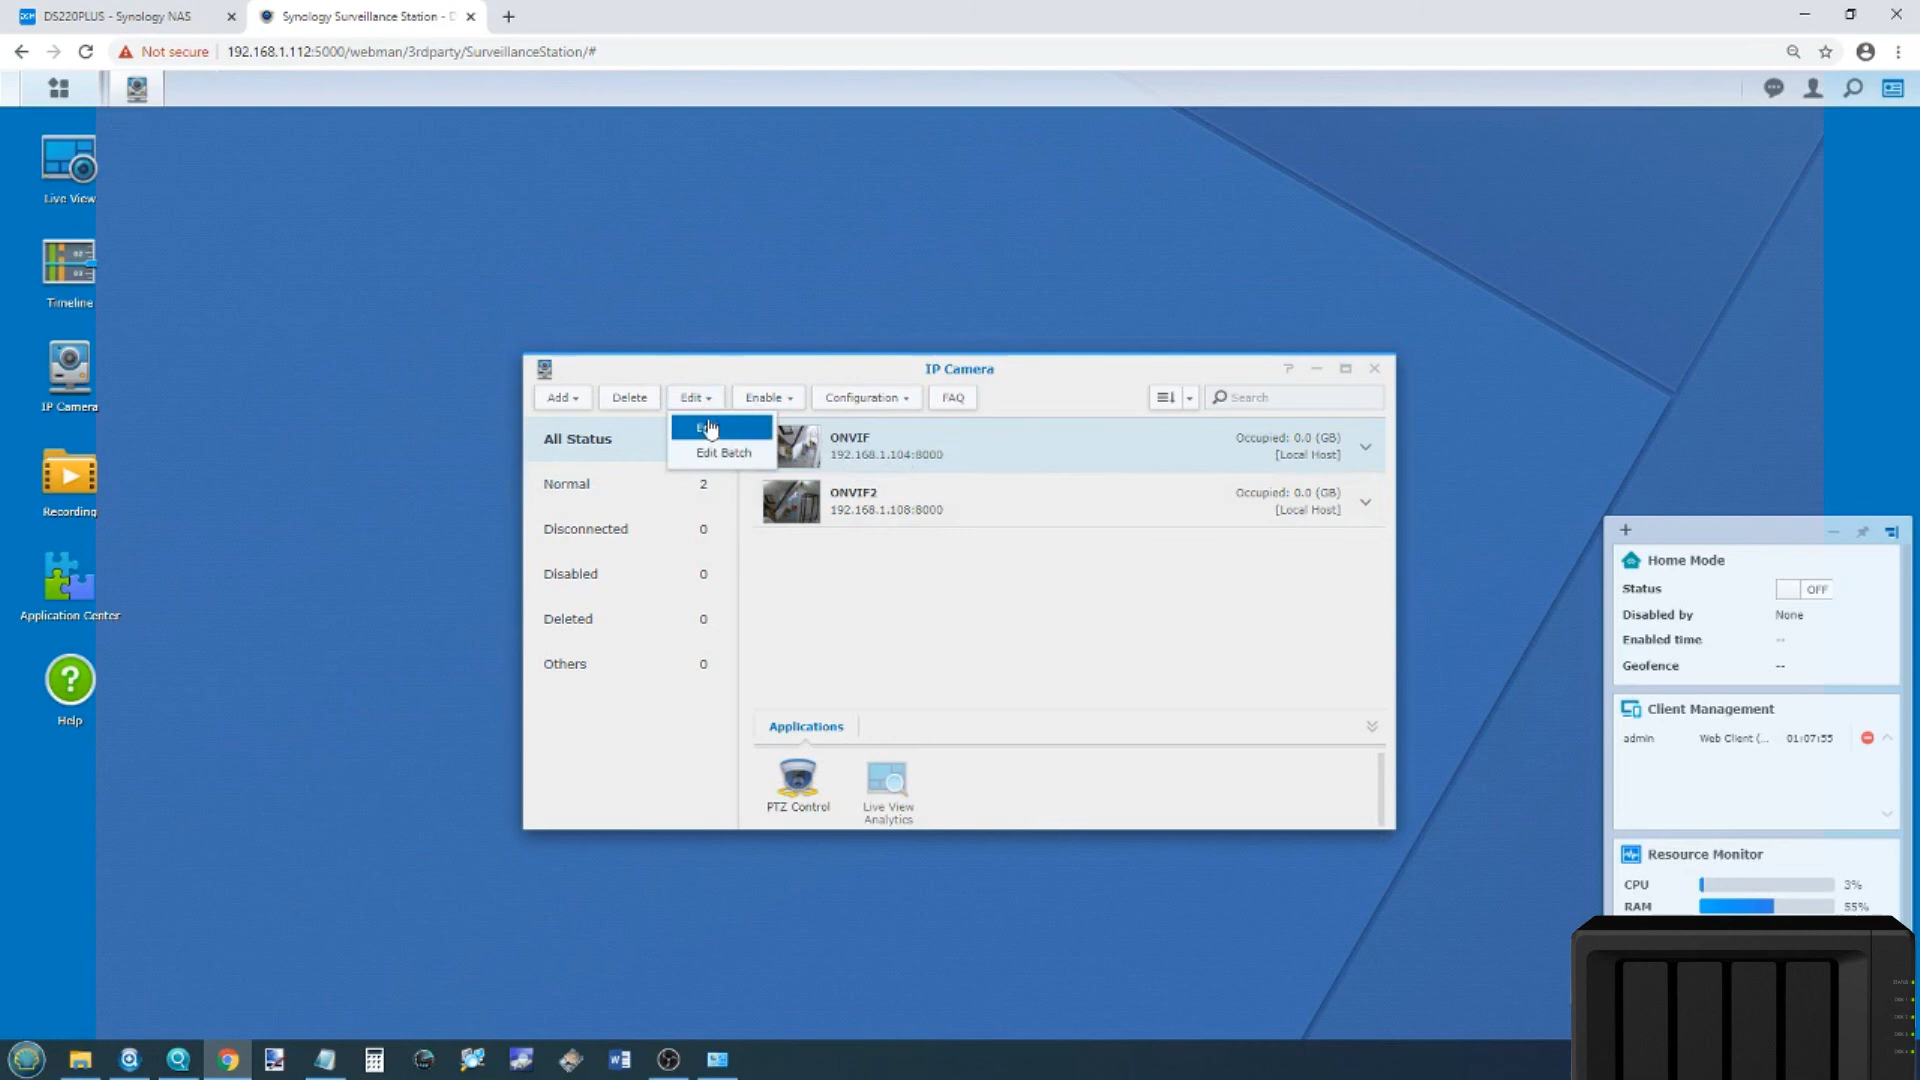 DS220PLUS - Synology NAS
Synology Surveillance Station - D
Not secure
192.168.1.112:5000/webman/3rdparty/SurveillanceStation/#
Live View
Timeline
IP Camera
Recording
Application Center
Help
IP Camera
Add
Delete
Edit
Enable
Configuration
FAQ
Search
Edit Batch
All Status
Normal 2
Disconnected 0
Disabled 0
Deleted 0
Others 0
ONVIF
192.168.1.104:8000
Occupied: 0.0 (GB)
[Local Host]
ONVIF2
192.168.1.108:8000
Occupied: 0.0 (GB)
[Local Host]
Applications
PTZ Control
Live View
Analytics
Home Mode
Status OFF
Disabled by None
Enabled time --
Geofence --
Client Management
admin Web Client (... 01:07:55
Resource Monitor
CPU 3%
RAM 55%